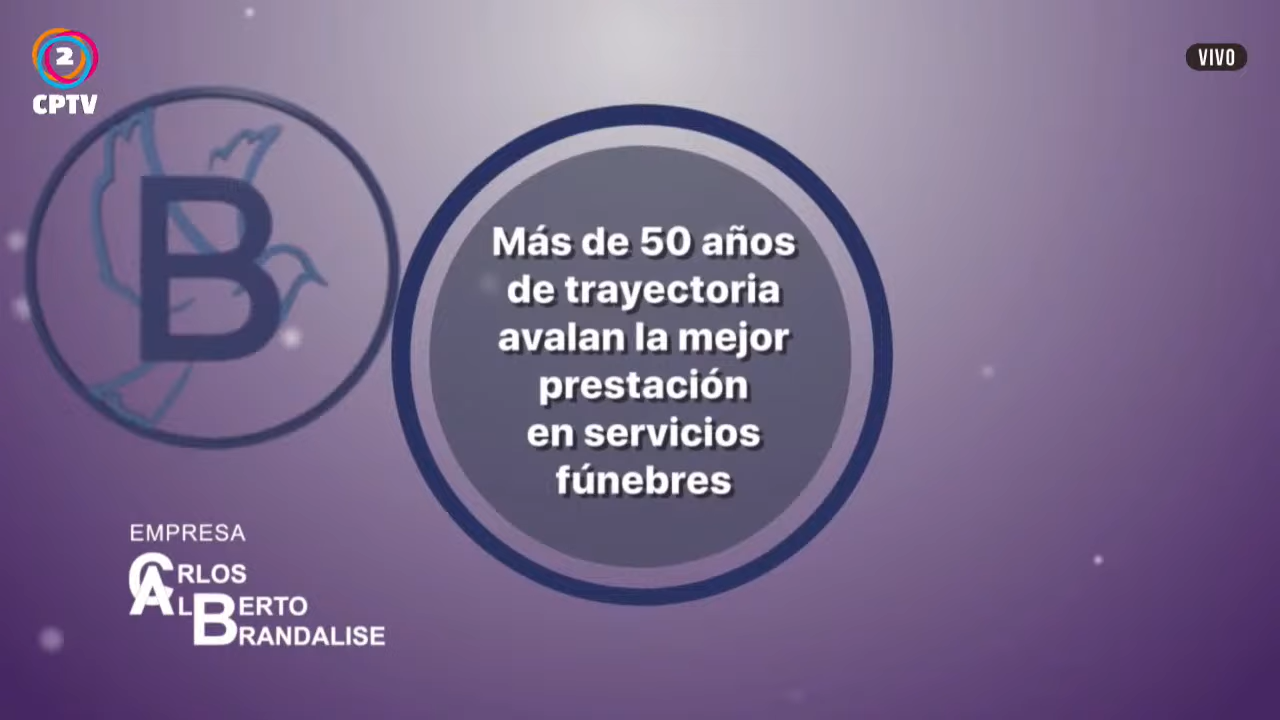 2
CPTV
VIVO
B
Más de 50 años
de trayectoria
avalan la mejor
prestación
en servicios
fúnebres
EMPRESA
CARLOS
ALBERTO
BRANDALISE